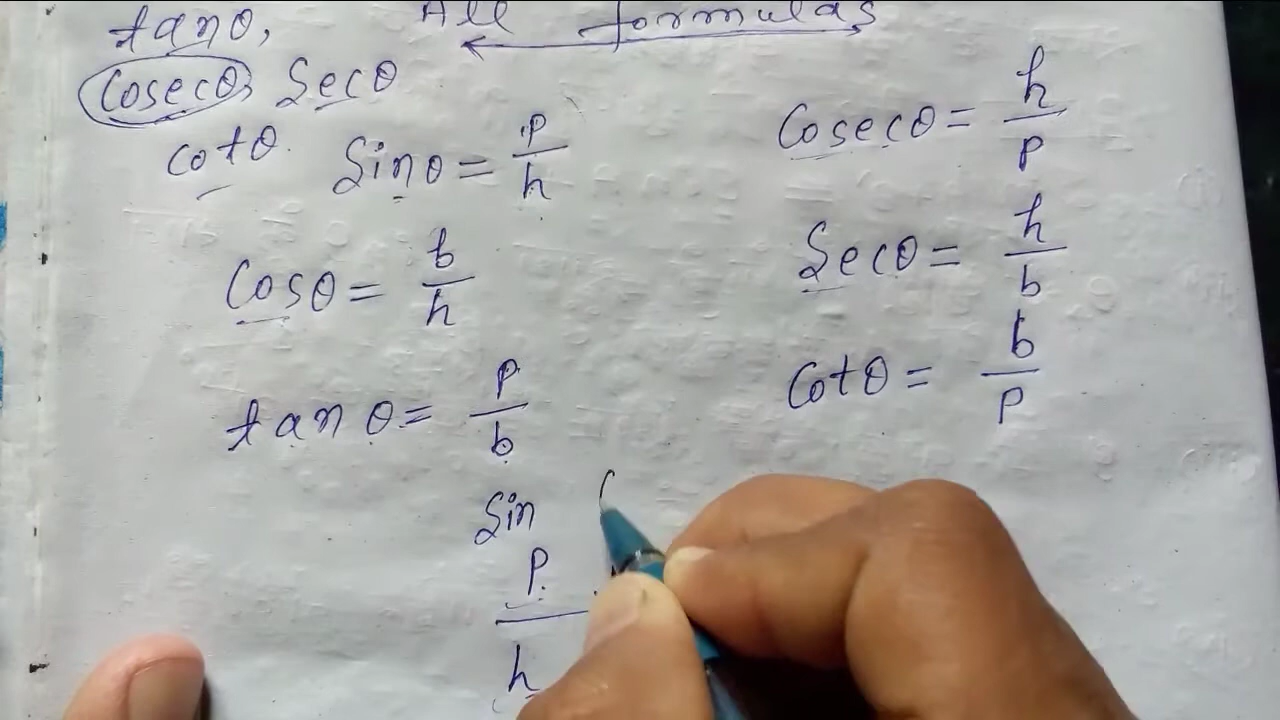 tanθ, All formulas
Cosecθ, Secθ
cotθ. Sinθ = p/h Cosecθ = h/p
Cosθ = b/h Secθ = h/b
tanθ = p/b Cotθ = b/p
Sin
p
h